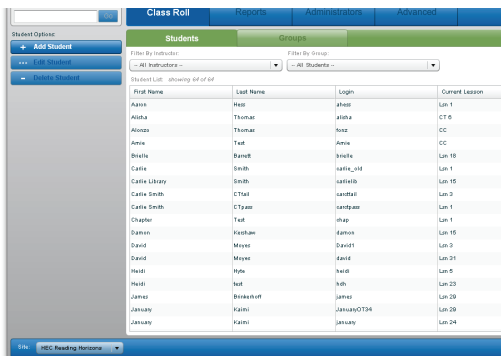 Go
Class Roll Reports Administrators Advanced
Student Options:
+ Add Student
... Edit Student
- Delete Student
Students Groups
Filter By Instructor: Filter By Group:
-- All Instructors -- -- All Students --
Student List: showing 64 of 64
First Name Last Name Login Current Lesson
Aaron Hess ahess Lsn 1
Alisha Thomas alisha CT 6
Alonzo Thomas fonz CC
Amie Test Amie CC
Brielle Barrett brielle Lsn 18
Carlie Smith carlie_old Lsn 1
Carlie Library Smith carlielib Lsn 15
Carlie Smith CTfail carctfail Lsn 3
Carlie Smith CTpass carctpass Lsn 1
Chapter Test chap Lsn 1
Damon Kershaw damon Lsn 15
David Moyes David1 Lsn 3
David Moyes david Lsn 31
Heidi Hyte heidi Lsn 5
Heidi test hdh Lsn 23
James Brinkerhoff james Lsn 29
January Kaimi JanuaryOT34 Lsn 29
January Kaimi january Lsn 24
Site: HEC Reading Horizons